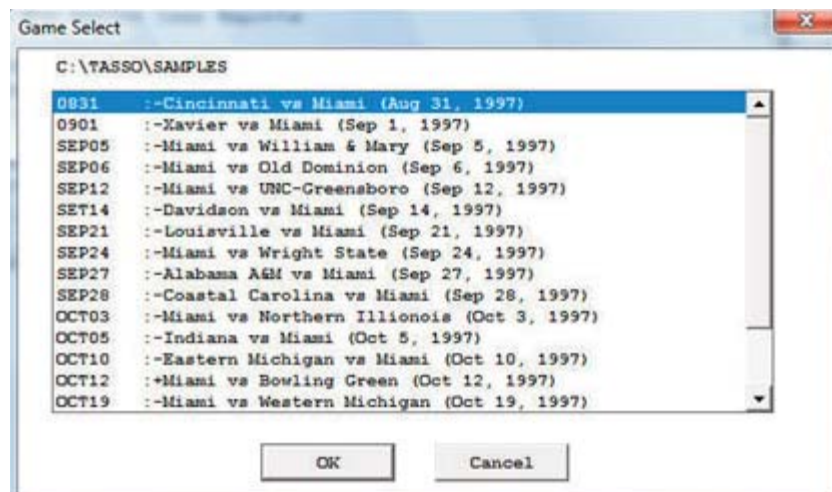 Game Select
C:\TASSO\SAMPLES
0831 :-Cincinnati vs Miami (Aug 31, 1997)
0901 :-Xavier vs Miami (Sep 1, 1997)
SEP05 :-Miami vs William & Mary (Sep 5, 1997)
SEP06 :-Miami vs Old Dominion (Sep 6, 1997)
SEP12 :-Miami vs UNC-Greensboro (Sep 12, 1997)
SET14 :-Davidson vs Miami (Sep 14, 1997)
SEP21 :-Louisville vs Miami (Sep 21, 1997)
SEP24 :-Miami vs Wright State (Sep 24, 1997)
SEP27 :-Alabama A&M vs Miami (Sep 27, 1997)
SEP28 :-Coastal Carolina vs Miami (Sep 28, 1997)
OCT03 :-Miami vs Northern Illionois (Oct 3, 1997)
OCT05 :-Indiana vs Miami (Oct 5, 1997)
OCT10 :-Eastern Michigan vs Miami (Oct 10, 1997)
OCT12 :+Miami vs Bowling Green (Oct 12, 1997)
OCT19 :-Miami vs Western Michigan (Oct 19, 1997)
OK Cancel